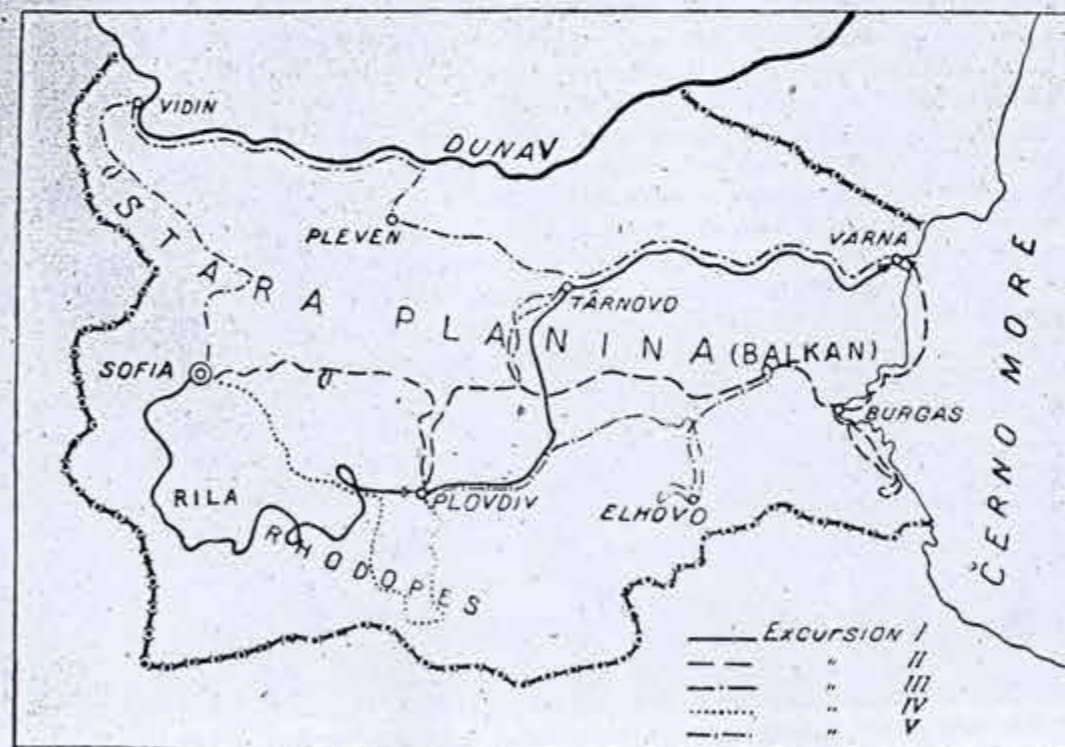 VIDIN
DUNAV
PLEVEN
VARNA
STARA PLANINA (BALKAN)
TÂRNOVO
SOFIA
BURGAS
RILA
PLOVDIV
ELHOVO
RHODOPES
ČERNO MORE
EXCURSION I
" II
" III
" IV
" V